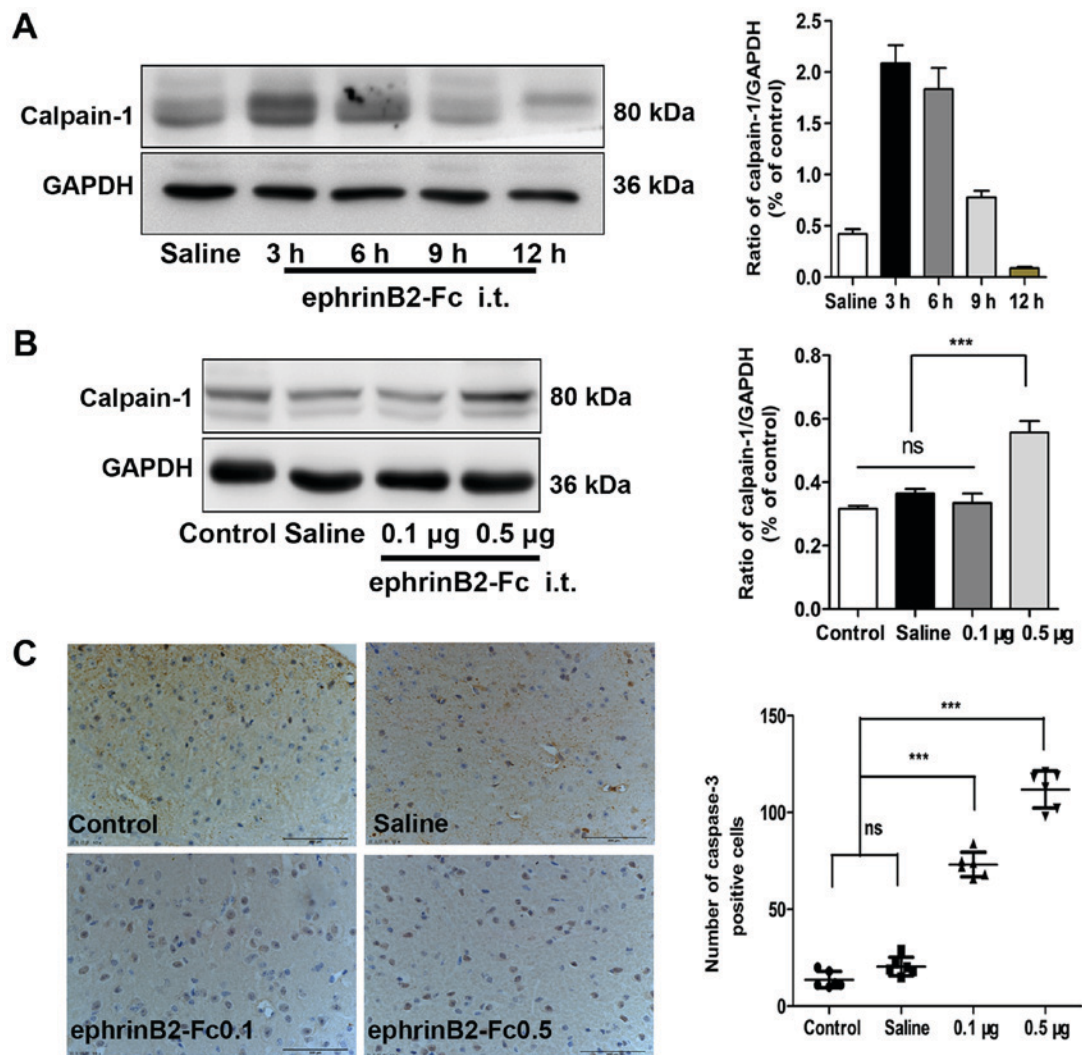 A
Calpain-1
80 kDa
GAPDH
36 kDa
Saline 3 h 6 h 9 h 12 h
ephrinB2-Fc i.t.
Ratio of calpain-1/GAPDH
(% of control)
2.5
2.0
1.5
1.0
0.5
0.0
Saline 3 h 6 h 9 h 12 h
B
Calpain-1
80 kDa
GAPDH
36 kDa
Control Saline 0.1 µg 0.5 µg
ephrinB2-Fc i.t.
Ratio of calpain-1/GAPDH
(% of control)
0.8
0.6
0.4
0.2
0.0
***
ns
Control Saline 0.1 µg 0.5 µg
C
Control
Saline
ephrinB2-Fc0.1
ephrinB2-Fc0.5
Number of caspase-3
positive cells
150
100
50
0
***
***
ns
Control Saline 0.1 µg 0.5 µg